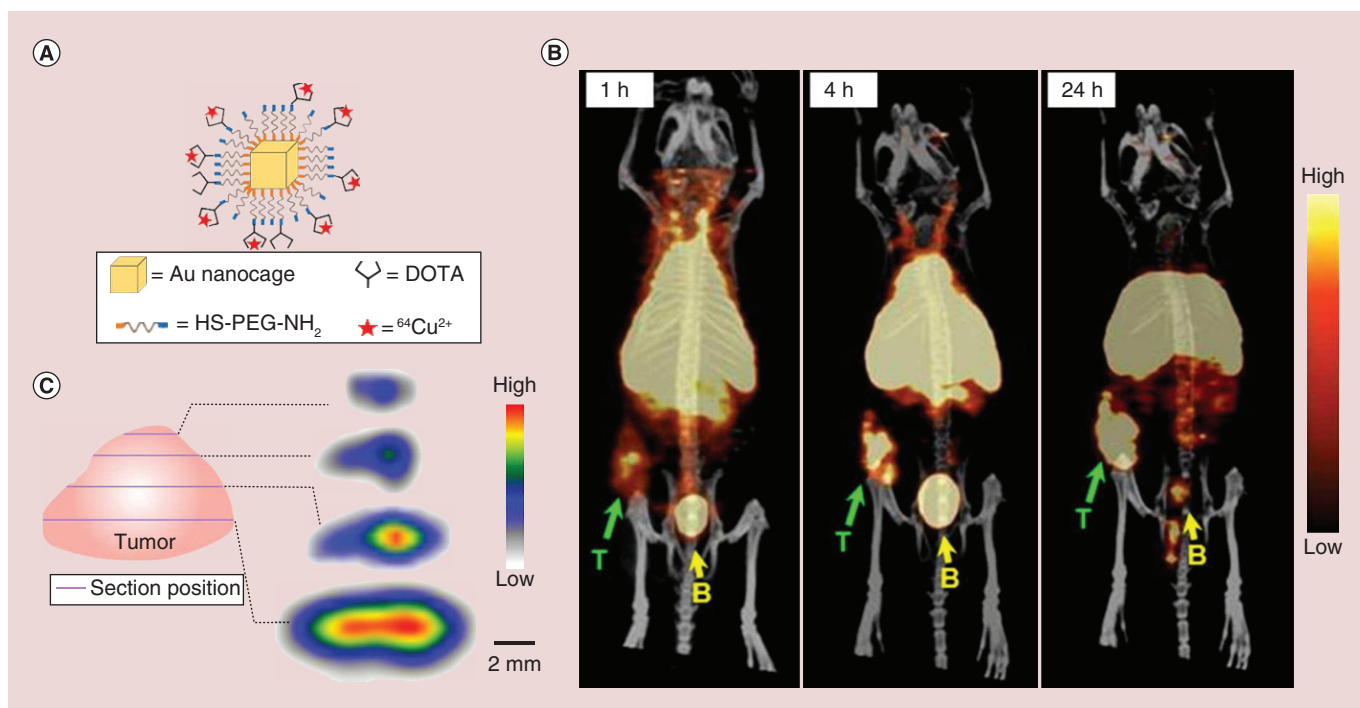 A
= Au nanocage
= DOTA
= HS-PEG-NH₂
= ⁶⁴Cu²⁺
B
1 h
4 h
24 h
T
B
T
B
T
B
High
Low
C
Tumor
Section position
High
Low
2 mm